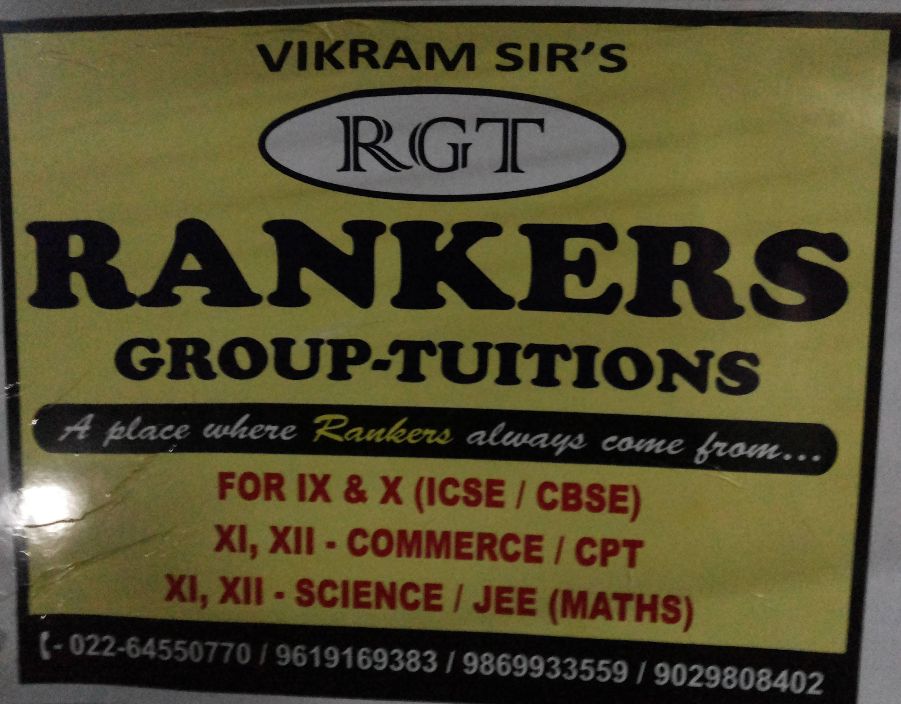 VIKRAM SIR'S
RGT
RANKERS
GROUP-TUITIONS
A place where Rankers always come from...
FOR IX & X (ICSE / CBSE)
XI, XII - COMMERCE / CPT
XI, XII - SCIENCE / JEE (MATHS)
- 022-64550770 / 9619169383 / 9869933559 / 9029808402